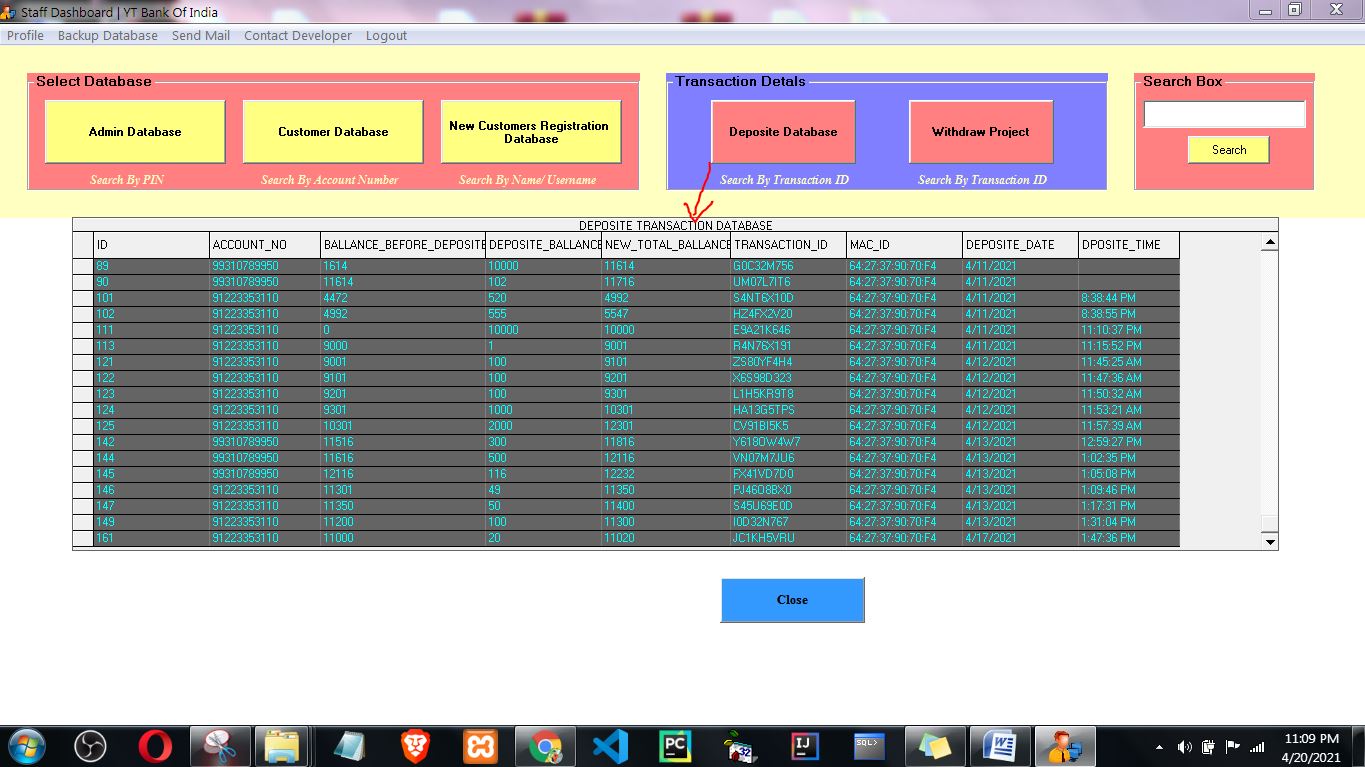 Staff Dashboard | YT Bank Of India
Profile Backup Database Send Mail Contact Developer Logout
Select Database Transaction Detals Search Box
Admin Database Customer Database New Customers Registration Database Deposite Database Withdraw Project
Search
Search By PIN Search By Account Number Search By Name/ Username Search By Transaction ID Search By Transaction ID
DEPOSITE TRANSACTION DATABASE
ID ACCOUNT_NO BALLANCE_BEFORE_DEPOSITE DEPOSITE_BALLANCE NEW_TOTAL_BALLANCE TRANSACTION_ID MAC_ID DEPOSITE_DATE DPOSITE_TIME
89 99310789950 1614 10000 11614 G0C32M756 64:27:37:90:70:F4 4/11/2021
90 99310789950 11614 102 11716 UM07L7IT6 64:27:37:90:70:F4 4/11/2021
101 91223353110 4472 520 4992 S4NT6X10D 64:27:37:90:70:F4 4/11/2021 8:38:44 PM
102 91223353110 4992 555 5547 HZ4FX2V20 64:27:37:90:70:F4 4/11/2021 8:38:55 PM
111 91223353110 0 10000 10000 E9A21K646 64:27:37:90:70:F4 4/11/2021 11:10:37 PM
113 91223353110 9000 1 9001 R4N76X191 64:27:37:90:70:F4 4/11/2021 11:15:52 PM
121 91223353110 9001 100 9101 ZS80YF4H4 64:27:37:90:70:F4 4/12/2021 11:45:25 AM
122 91223353110 9101 100 9201 X6S98D323 64:27:37:90:70:F4 4/12/2021 11:47:36 AM
123 91223353110 9201 100 9301 L1H5KR9T8 64:27:37:90:70:F4 4/12/2021 11:50:32 AM
124 91223353110 9301 1000 10301 HA13G5TPS 64:27:37:90:70:F4 4/12/2021 11:53:21 AM
125 91223353110 10301 2000 12301 CV91BI5K5 64:27:37:90:70:F4 4/12/2021 11:57:39 AM
142 99310789950 11516 300 11816 Y618OW4W7 64:27:37:90:70:F4 4/13/2021 12:59:27 PM
144 99310789950 11616 500 12116 VN07M7JU6 64:27:37:90:70:F4 4/13/2021 1:02:35 PM
145 99310789950 12116 116 12232 FX41VD7D0 64:27:37:90:70:F4 4/13/2021 1:05:08 PM
146 91223353110 11301 49 11350 PJ46O8BX0 64:27:37:90:70:F4 4/13/2021 1:09:46 PM
147 91223353110 11350 50 11400 S45U69E0D 64:27:37:90:70:F4 4/13/2021 1:17:31 PM
149 91223353110 11200 100 11300 I0D32N767 64:27:37:90:70:F4 4/13/2021 1:31:04 PM
161 91223353110 11000 20 11020 JC1KH5VRU 64:27:37:90:70:F4 4/17/2021 1:47:36 PM
Close
PC 32 IJ SQL> W
11:09 PM
4/20/2021